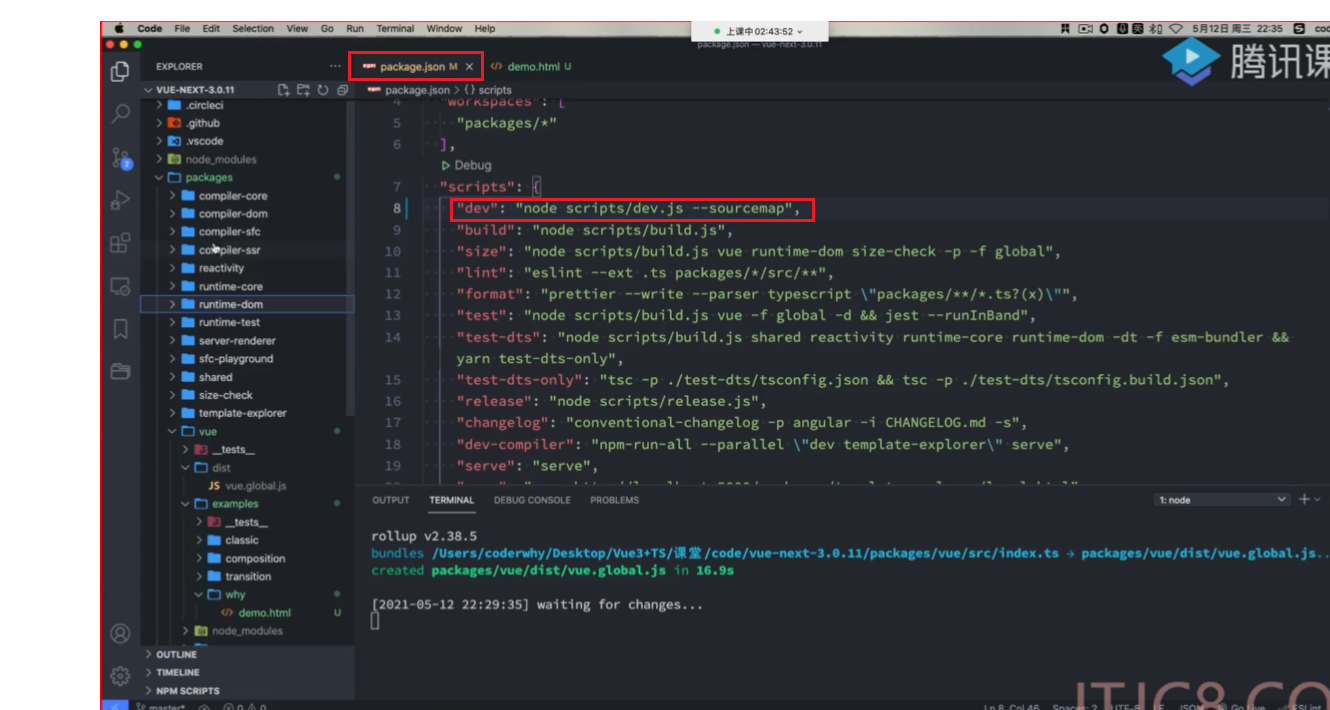 Code File Edit Selection View Go Run Terminal Window Help
上课中 02:43:52
5月12日 周三 22:35
package.json — vue-next-3.0.11
腾讯课
EXPLORER
package.json M
demo.html U
VUE-NEXT-3.0.11
package.json > {} scripts
.circleci
.github
.vscode
node_modules
packages
compiler-core
compiler-dom
compiler-sfc
compiler-ssr
reactivity
runtime-core
runtime-dom
runtime-test
server-renderer
sfc-playground
shared
size-check
template-explorer
vue
__tests__
dist
JS vue.global.js
examples
__tests__
classic
composition
transition
why
demo.html U
node_modules
OUTLINE
TIMELINE
NPM SCRIPTS
master*
4 "workspaces": [
5 "packages/*"
6 ],
Debug
7 "scripts": {
8 "dev": "node scripts/dev.js --sourcemap",
9 "build": "node scripts/build.js",
10 "size": "node scripts/build.js vue runtime-dom size-check -p -f global",
11 "lint": "eslint --ext .ts packages/*/src/**",
12 "format": "prettier --write --parser typescript \"packages/**/*.ts?(x)\"",
13 "test": "node scripts/build.js vue -f global -d && jest --runInBand",
14 "test-dts": "node scripts/build.js shared reactivity runtime-core runtime-dom -dt -f esm-bundler &&
yarn test-dts-only",
15 "test-dts-only": "tsc -p ./test-dts/tsconfig.json && tsc -p ./test-dts/tsconfig.build.json",
16 "release": "node scripts/release.js",
17 "changelog": "conventional-changelog -p angular -i CHANGELOG.md -s",
18 "dev-compiler": "npm-run-all --parallel \"dev template-explorer\" serve",
19 "serve": "serve",
OUTPUT TERMINAL DEBUG CONSOLE PROBLEMS
1: node
rollup v2.38.5
bundles /Users/coderwhy/Desktop/Vue3+TS/课堂/code/vue-next-3.0.11/packages/vue/src/index.ts → packages/vue/dist/vue.global.js..
created packages/vue/dist/vue.global.js in 16.9s
[2021-05-12 22:29:35] waiting for changes...
Ln 8, Col 46